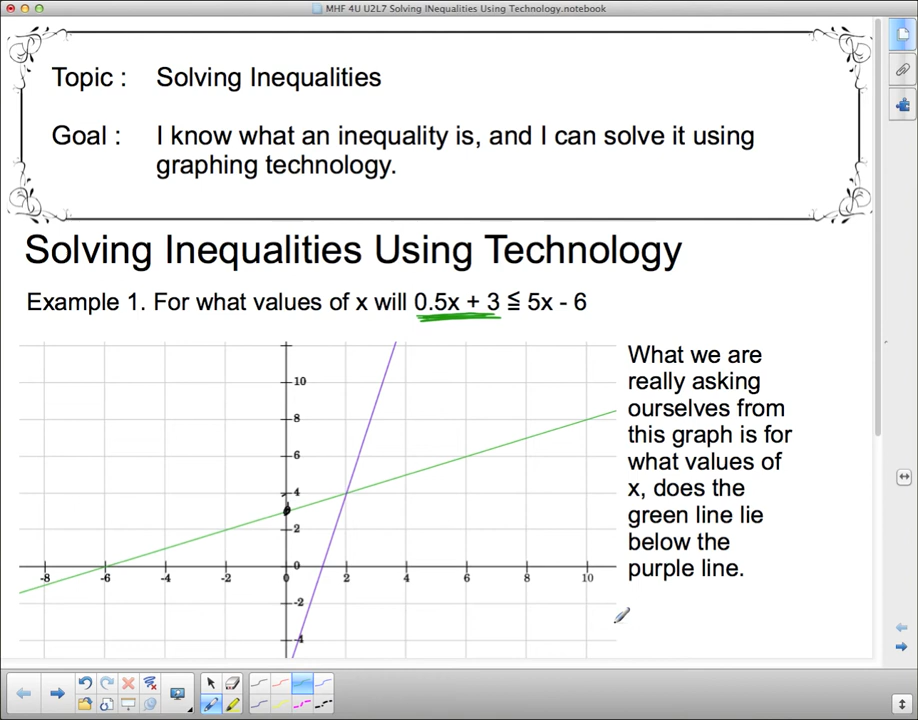 MHF 4U U2L7 Solving INequalities Using Technology.notebook
Topic : Solving Inequalities
Goal : I know what an inequality is, and I can solve it using
graphing technology.
Solving Inequalities Using Technology
Example 1. For what values of x will 0.5x + 3 ≦ 5x - 6
What we are
really asking
ourselves from
this graph is for
what values of
x, does the
green line lie
below the
purple line.
10
8
6
4
2
0
-8 -6 -4 -2 0 2 4 6 8 10
-2
-4